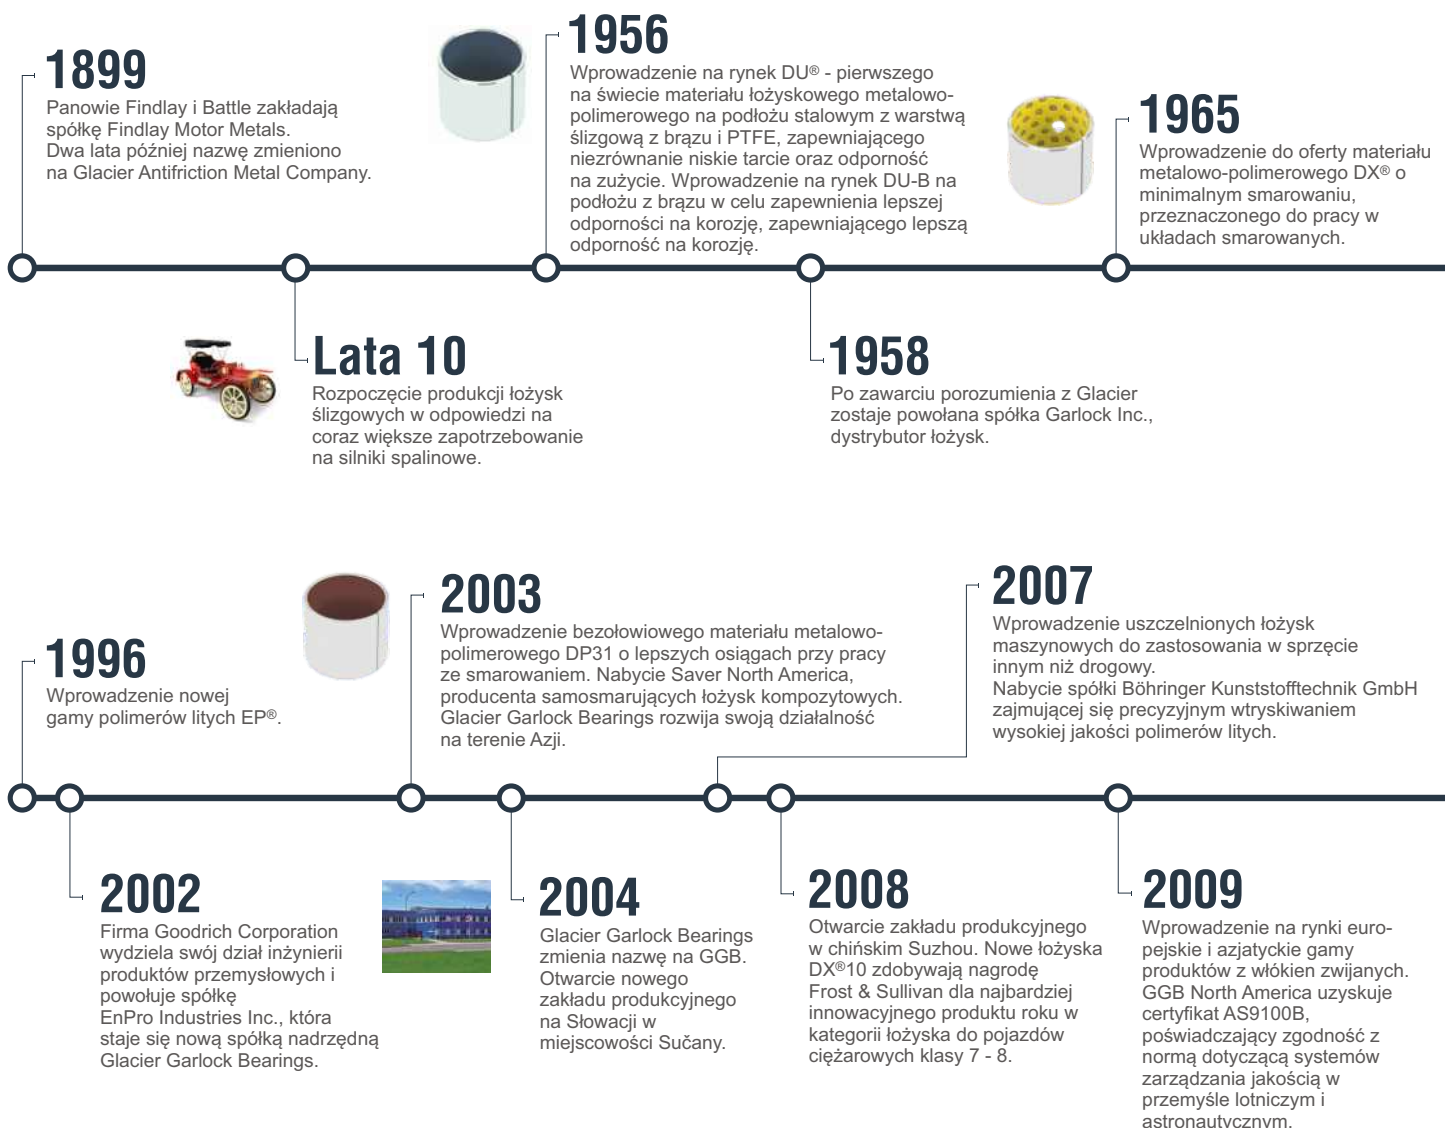 1899
Panowie Findlay i Battle zakładają
spółkę Findlay Motor Metals.
Dwa lata później nazwę zmieniono
na Glacier Antifriction Metal Company.
Lata 10
Rozpoczęcie produkcji łożysk
ślizgowych w odpowiedzi na
coraz większe zapotrzebowanie
na silniki spalinowe.
1956
Wprowadzenie na rynek DU® - pierwszego
na świecie materiału łożyskowego metalowo-
polimerowego na podłożu stalowym z warstwą
ślizgową z brązu i PTFE, zapewniającego
niezrównanie niskie tarcie oraz odporność
na zużycie. Wprowadzenie na rynek DU-B na
podłożu z brązu w celu zapewnienia lepszej
odporności na korozję, zapewniającego lepszą
odporność na korozję.
1958
Po zawarciu porozumienia z Glacier
zostaje powołana spółka Garlock Inc.,
dystrybutor łożysk.
1965
Wprowadzenie do oferty materiału
metalowo-polimerowego DX® o
minimalnym smarowaniu,
przeznaczonego do pracy w
układach smarowanych.
1996
Wprowadzenie nowej
gamy polimerów litych EP®.
2002
Firma Goodrich Corporation
wydziela swój dział inżynierii
produktów przemysłowych i
powołuje spółkę
EnPro Industries Inc., która
staje się nową spółką nadrzędną
Glacier Garlock Bearings.
2003
Wprowadzenie bezołowiowego materiału metalowo-
polimerowego DP31 o lepszych osiągach przy pracy
ze smarowaniem. Nabycie Saver North America,
producenta samosmarujących łożysk kompozytowych.
Glacier Garlock Bearings rozwija swoją działalność
na terenie Azji.
2004
Glacier Garlock Bearings
zmienia nazwę na GGB.
Otwarcie nowego
zakładu produkcyjnego
na Słowacji w
miejscowości Sučany.
2007
Wprowadzenie uszczelnionych łożysk
maszynowych do zastosowania w sprzęcie
innym niż drogowy.
Nabycie spółki Böhringer Kunststofftechnik GmbH
zajmującej się precyzyjnym wtryskiwaniem
wysokiej jakości polimerów litych.
2008
Otwarcie zakładu produkcyjnego
w chińskim Suzhou. Nowe łożyska
DX®10 zdobywają nagrodę
Frost & Sullivan dla najbardziej
innowacyjnego produktu roku w
kategorii łożyska do pojazdów
ciężarowych klasy 7 - 8.
2009
Wprowadzenie na rynki euro-
pejskie i azjatyckie gamy
produktów z włókien zwijanych.
GGB North America uzyskuje
certyfikat AS9100B,
poświadczający zgodność z
normą dotyczącą systemów
zarządzania jakością w
przemyśle lotniczym i
astronautycznym.